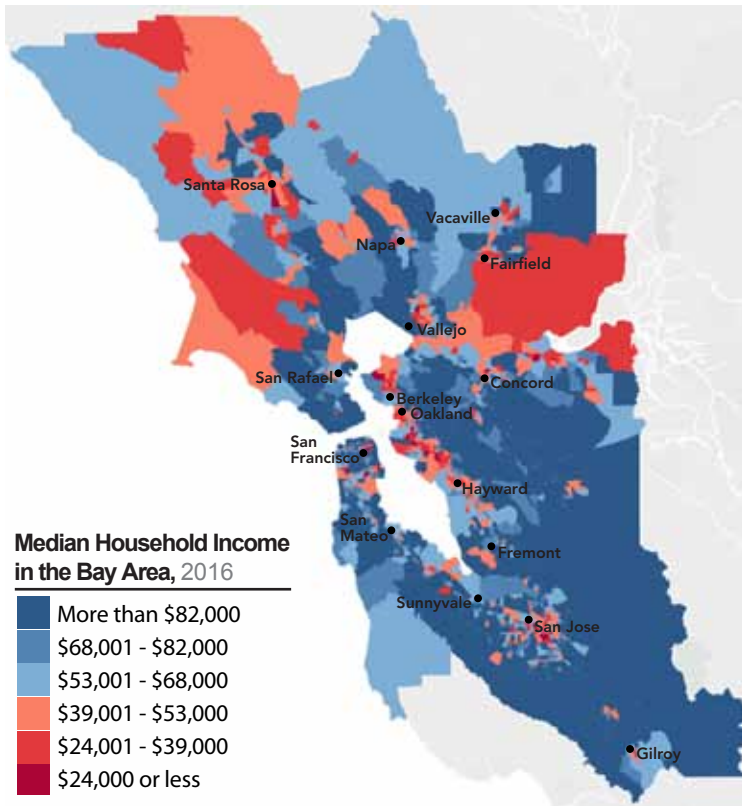 Santa Rosa
Vacaville
Napa
Fairfield
Vallejo
San Rafael
Concord
Berkeley
Oakland
San
Francisco
Hayward
San
Mateo
Fremont
Sunnyvale
San Jose
Gilroy
Median Household Income
in the Bay Area, 2016
More than $82,000
$68,001 - $82,000
$53,001 - $68,000
$39,001 - $53,000
$24,001 - $39,000
$24,000 or less